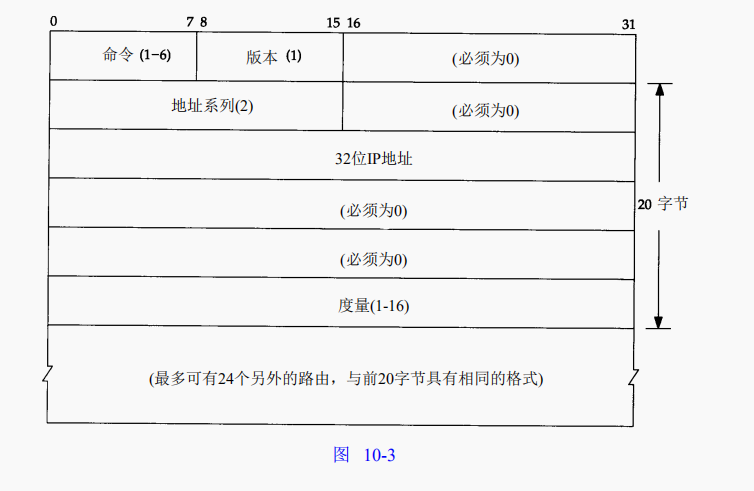 0 7 8 15 16 31
命令 (1-6) 版本 (1) (必须为0)
地址系列(2) (必须为0)
32位IP地址
(必须为0)
20 字节
(必须为0)
度量(1-16)
(最多可有24个另外的路由，与前20字节具有相同的格式)
图 10-3